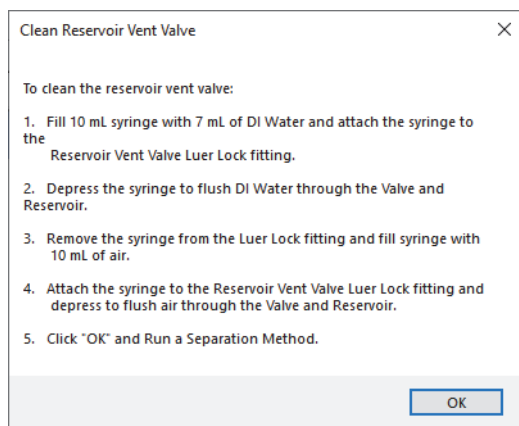 Clean Reservoir Vent Valve
To clean the reservoir vent valve:
1. Fill 10 mL syringe with 7 mL of DI Water and attach the syringe to
the
Reservoir Vent Valve Luer Lock fitting.
2. Depress the syringe to flush DI Water through the Valve and
Reservoir.
3. Remove the syringe from the Luer Lock fitting and fill syringe with
10 mL of air.
4. Attach the syringe to the Reservoir Vent Valve Luer Lock fitting and
depress to flush air through the Valve and Reservoir.
5. Click "OK" and Run a Separation Method.
OK